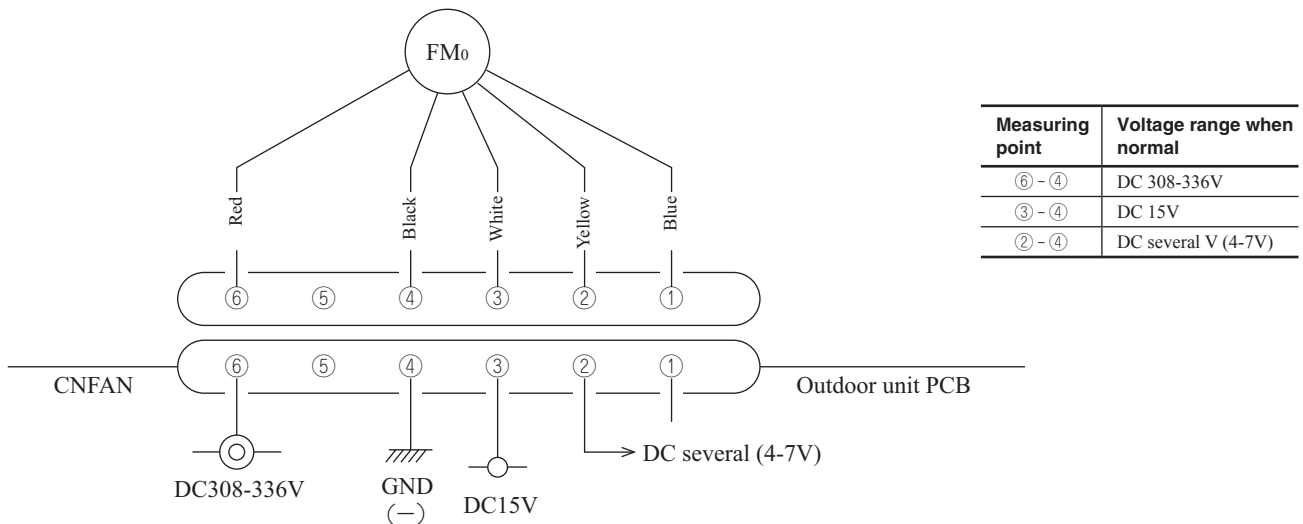 FM0
Red
Black
White
Yellow
Blue
⑥ ⑤ ④ ③ ② ①
⑥ ⑤ ④ ③ ② ①
CNFAN
Outdoor unit PCB
DC308-336V
GND
(−)
DC15V
DC several (4-7V)
Measuring point
Voltage range when normal
⑥ - ④ DC 308-336V
③ - ④ DC 15V
② - ④ DC several V (4-7V)